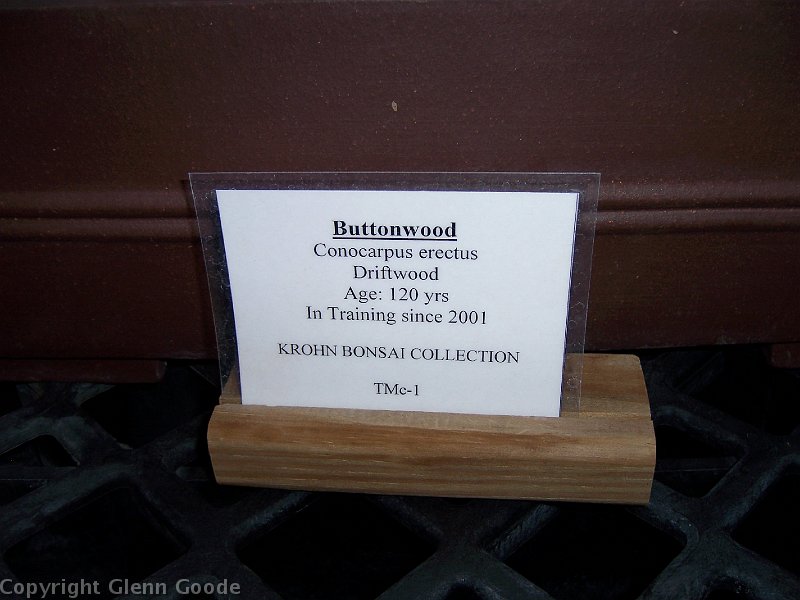 Buttonwood
Conocarpus erectus
Driftwood
Age: 120 yrs
In Training since 2001
KROHN BONSAI COLLECTION
TMc-1
Copyright Glenn Goode